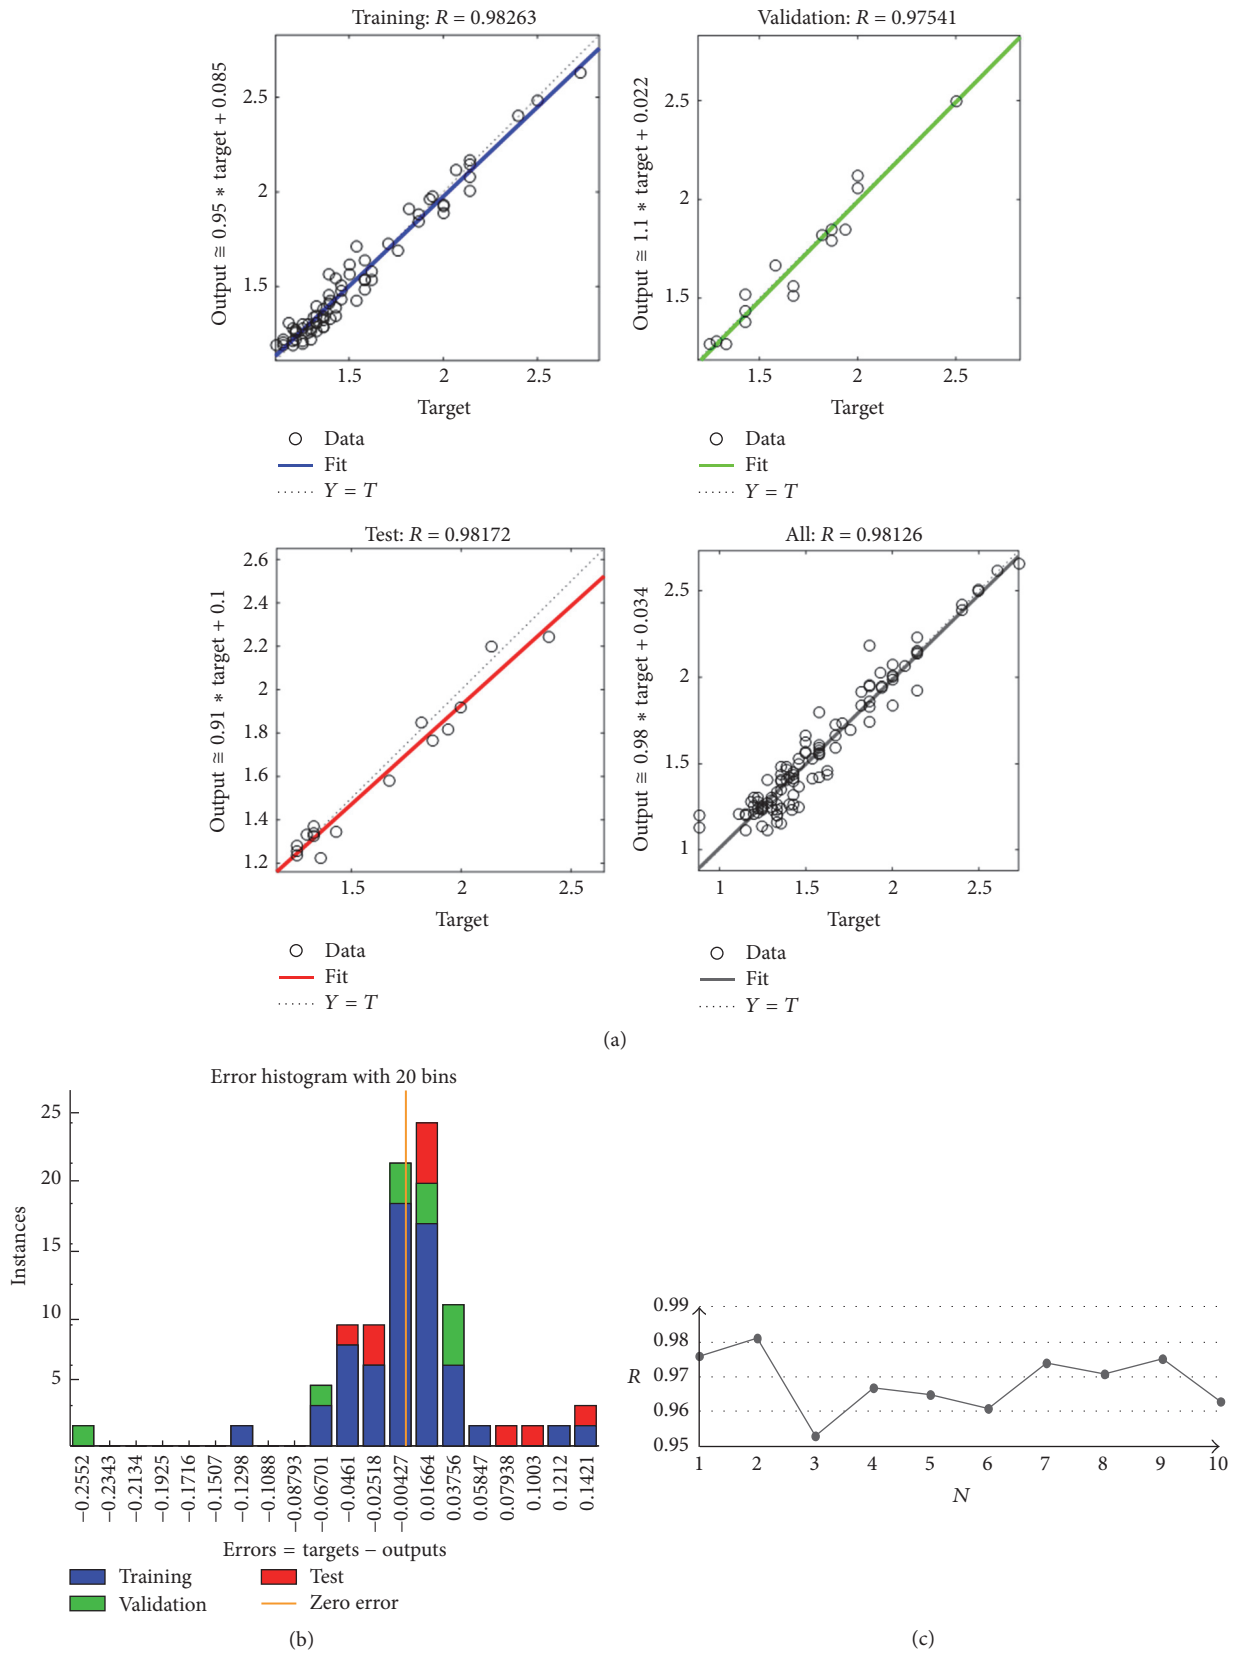 Training: R = 0.98263
Output ≅ 0.95 ∗ target + 0.085
2.5
2
1.5
1.5 2 2.5
Target
Data
Fit
Y = T
Validation: R = 0.97541
Output ≅ 1.1 ∗ target + 0.022
2.5
2
1.5
1.5 2 2.5
Target
Data
Fit
Y = T
Test: R = 0.98172
Output ≅ 0.91 ∗ target + 0.1
2.6
2.4
2.2
2
1.8
1.6
1.4
1.2
1.5 2 2.5
Target
Data
Fit
Y = T
All: R = 0.98126
Output ≅ 0.98 ∗ target + 0.034
2.5
2
1.5
1
1 1.5 2 2.5
Target
Data
Fit
Y = T
(a)
Error histogram with 20 bins
Instances
25
20
15
10
5
−0.2552
−0.2343
−0.2134
−0.1925
−0.1716
−0.1507
−0.1298
−0.1088
−0.08793
−0.06701
−0.0461
−0.02518
−0.00427
0.01664
0.03756
0.05847
0.07938
0.1003
0.1212
0.1421
Errors = targets − outputs
Training
Validation
Test
Zero error
(b)
0.99
0.98
0.97
0.96
0.95
R
1 2 3 4 5 6 7 8 9 10
N
(c)